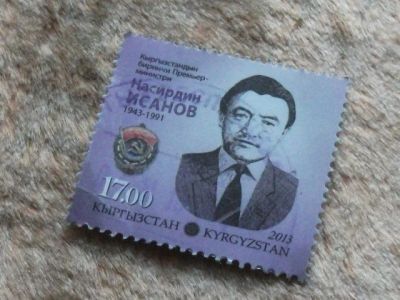 Кыргызстандын
биринчи Премьер-
министри
Насирдин
ИСАНОВ
1943-1991
17.00
КЫРГЫЗСТАН KYRGYZSTAN
2013